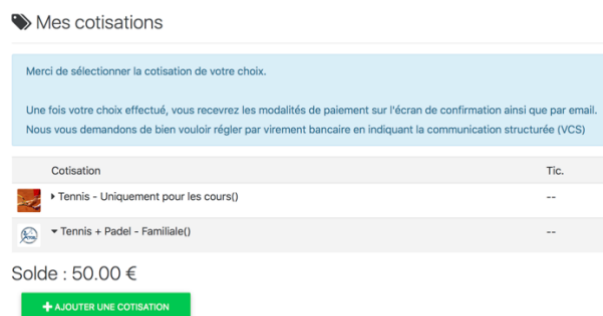 Mes cotisations
Merci de sélectionner la cotisation de votre choix.
Une fois votre choix effectué, vous recevrez les modalités de paiement sur l'écran de confirmation ainsi que par email.
Nous vous demandons de bien vouloir régler par virement bancaire en indiquant la communication structurée (VCS)
Cotisation Tic.
Tennis - Uniquement pour les cours() --
Tennis + Padel - Familiale() --
Solde : 50.00 €
+ AJOUTER UNE COTISATION